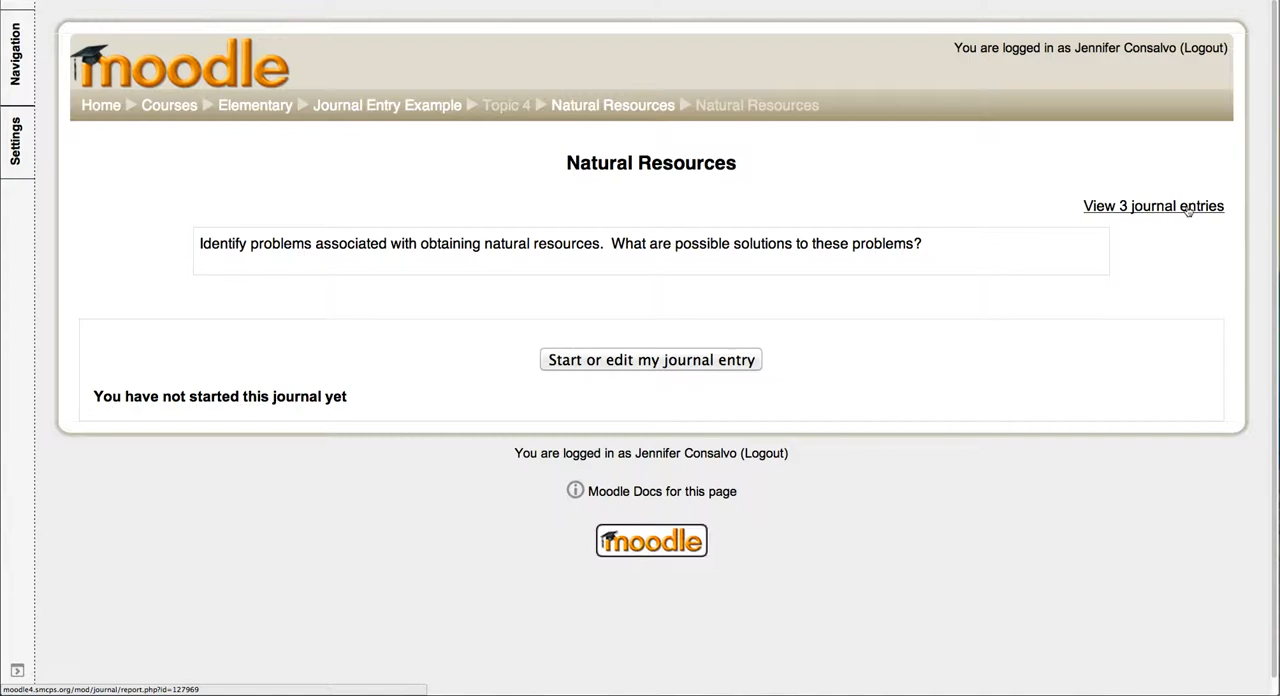 Navigation
Settings
moodle
You are logged in as Jennifer Consalvo (Logout)
Home ► Courses ► Elementary ► Journal Entry Example ► Topic 4 ► Natural Resources ► Natural Resources
Natural Resources
View 3 journal entries
Identify problems associated with obtaining natural resources.  What are possible solutions to these problems?
Start or edit my journal entry
You have not started this journal yet
You are logged in as Jennifer Consalvo (Logout)
Moodle Docs for this page
moodle
moodle4.smcps.org/mod/journal/report.php?id=127969